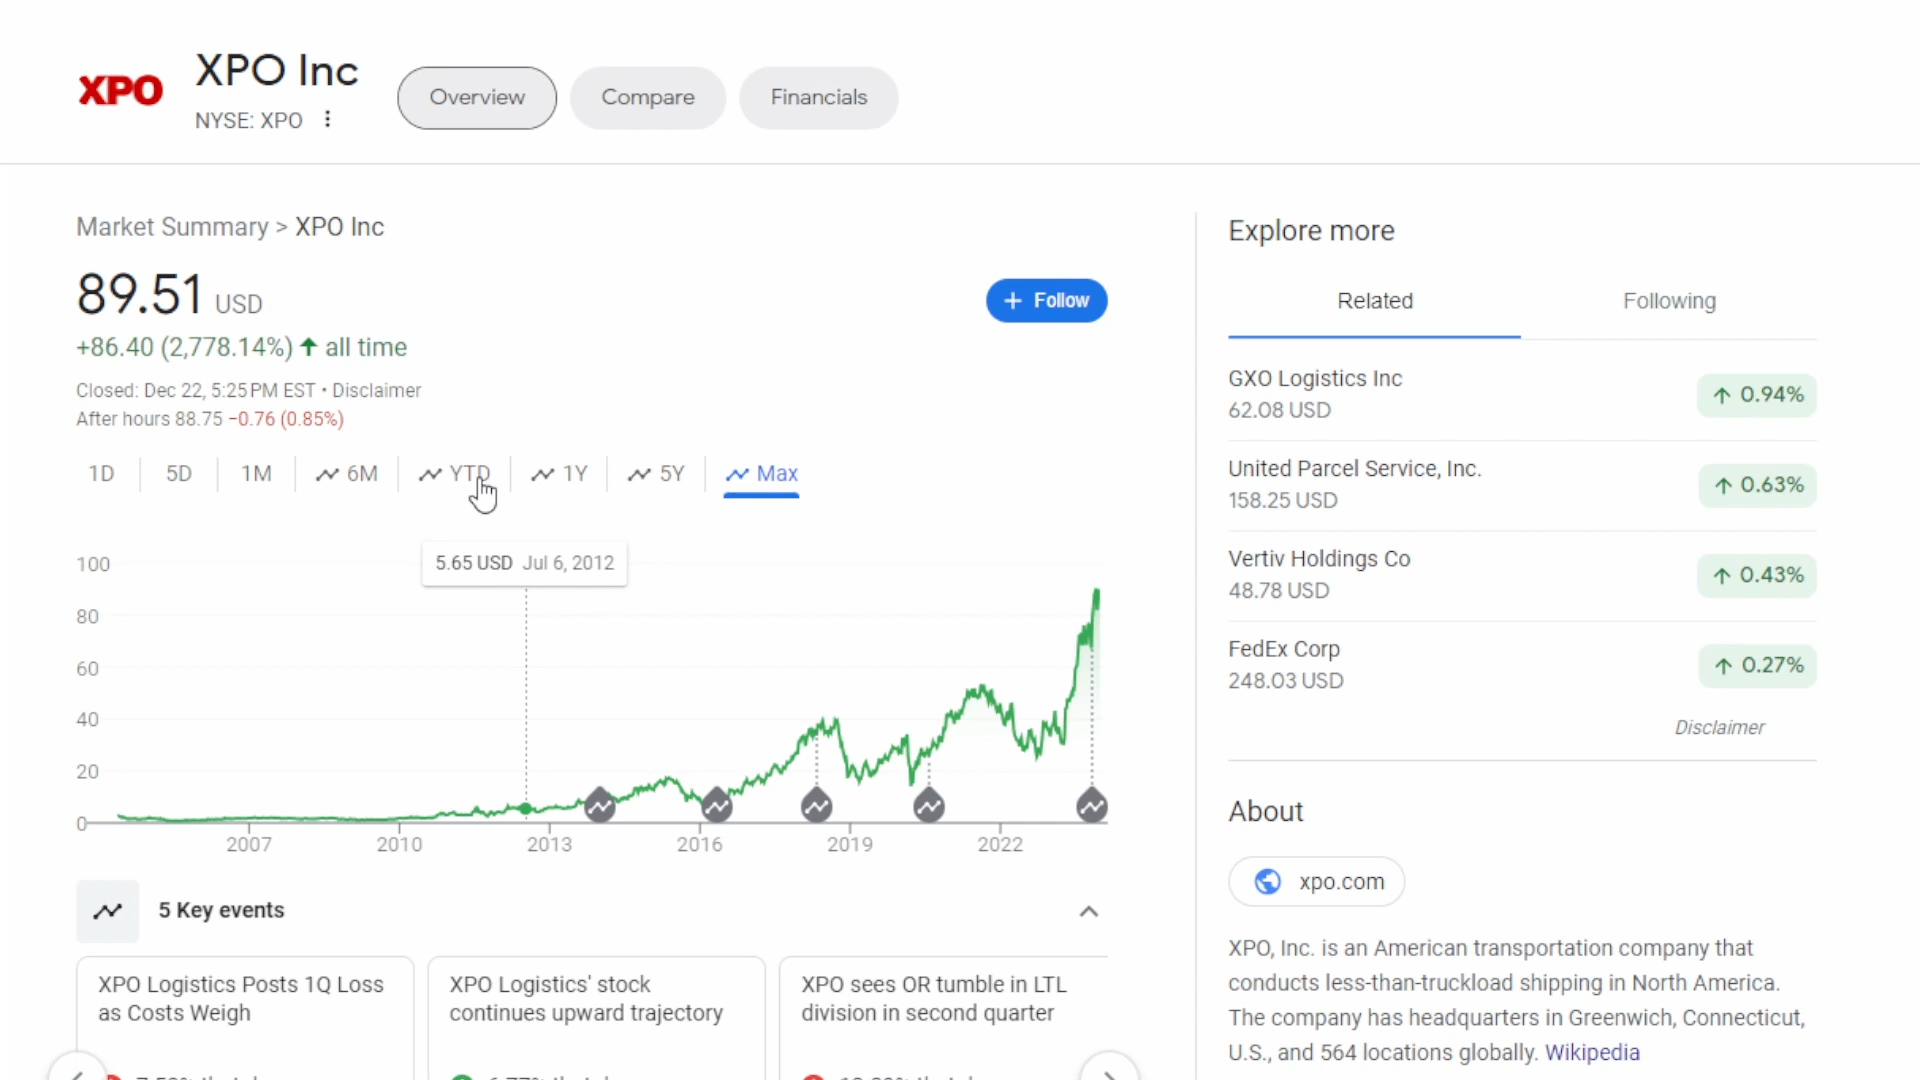 XPO
XPO Inc
NYSE: XPO
Overview
Compare
Financials
Market Summary > XPO Inc
89.51 USD
+86.40 (2,778.14%) all time
Closed: Dec 22, 5:25 PM EST • Disclaimer
After hours 88.75 −0.76 (0.85%)
+ Follow
1D
5D
1M
6M
YTD
1Y
5Y
Max
5.65 USD Jul 6, 2012
100
80
60
40
20
0
2007
2010
2013
2016
2019
2022
5 Key events
XPO Logistics Posts 1Q Loss
as Costs Weigh
XPO Logistics' stock
continues upward trajectory
XPO sees OR tumble in LTL
division in second quarter
Explore more
Related
Following
GXO Logistics Inc
62.08 USD
0.94%
United Parcel Service, Inc.
158.25 USD
0.63%
Vertiv Holdings Co
48.78 USD
0.43%
FedEx Corp
248.03 USD
0.27%
Disclaimer
About
xpo.com
XPO, Inc. is an American transportation company that
conducts less-than-truckload shipping in North America.
The company has headquarters in Greenwich, Connecticut,
U.S., and 564 locations globally. Wikipedia